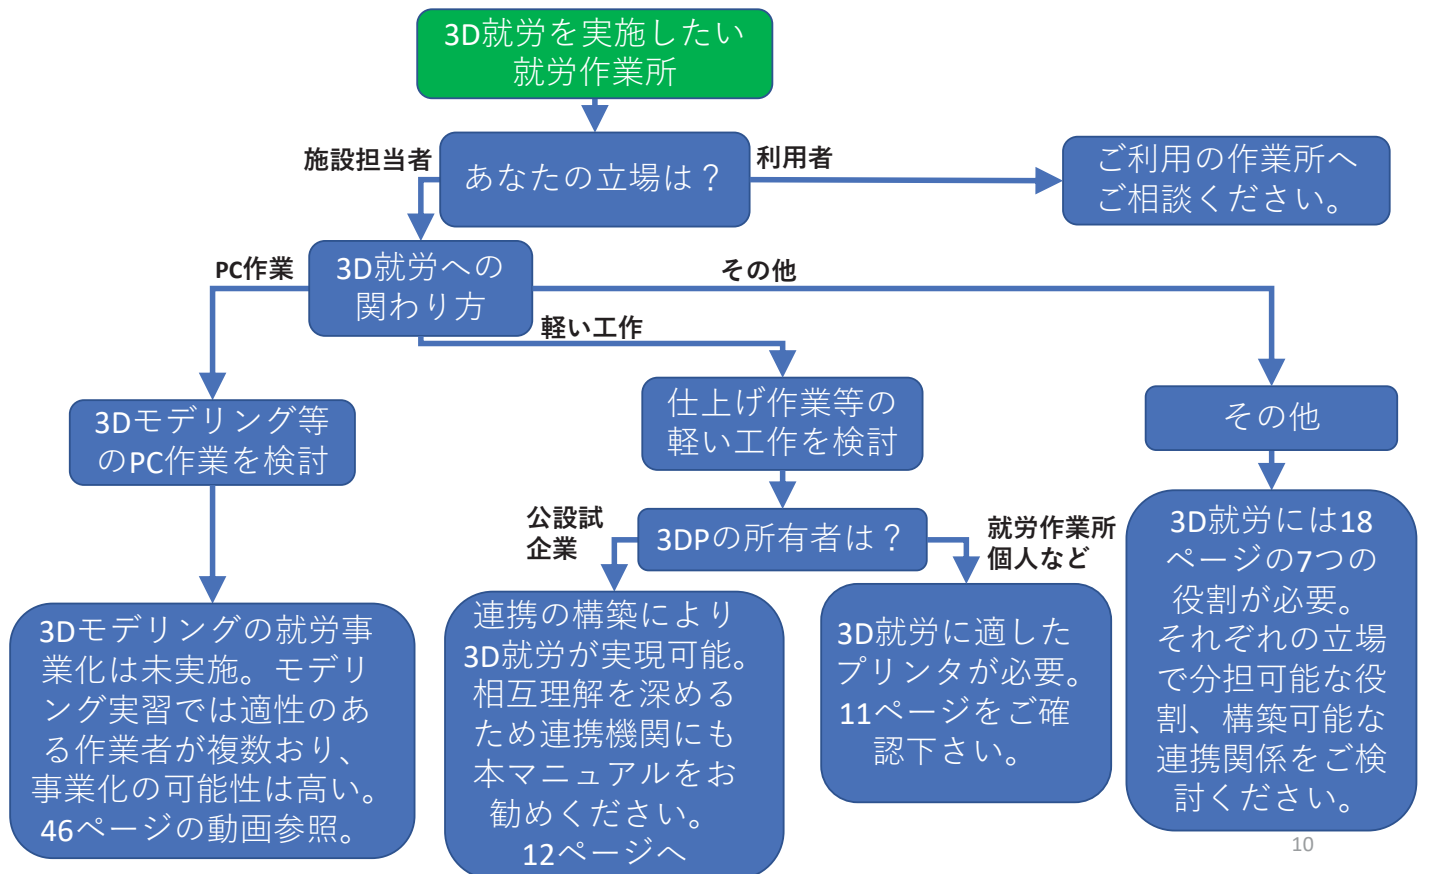 3D就労を実施したい
就労作業所
施設担当者
あなたの立場は？
利用者
ご利用の作業所へ
ご相談ください。
PC作業
3D就労への
関わり方
その他
軽い工作
3Dモデリング等
のPC作業を検討
仕上げ作業等の
軽い工作を検討
その他
公設試
企業
3DPの所有者は？
就労作業所
個人など
3Dモデリングの就労事
業化は未実施。モデリ
ング実習では適性のあ
る作業者が複数おり、
事業化の可能性は高い。
46ページの動画参照。
連携の構築により
3D就労が実現可能。
相互理解を深める
ため連携機関にも
本マニュアルをお
勧めください。
12ページへ
3D就労に適した
プリンタが必要。
11ページをご確
認下さい。
3D就労には18
ページの7つの
役割が必要。
それぞれの立場
で分担可能な役
割、構築可能な
連携関係をご検
討ください。
10